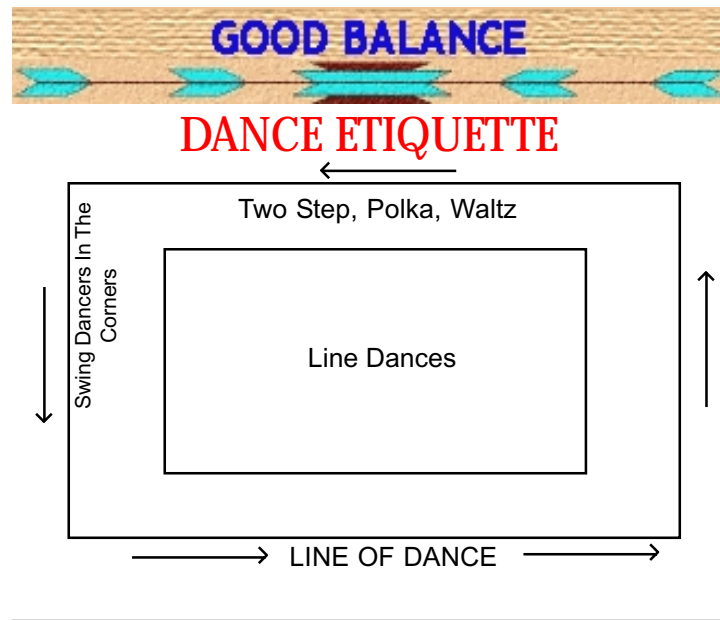 GOOD BALANCE
DANCE ETIQUETTE
Two Step, Polka, Waltz
Swing Dancers In The
Corners
Line Dances
LINE OF DANCE